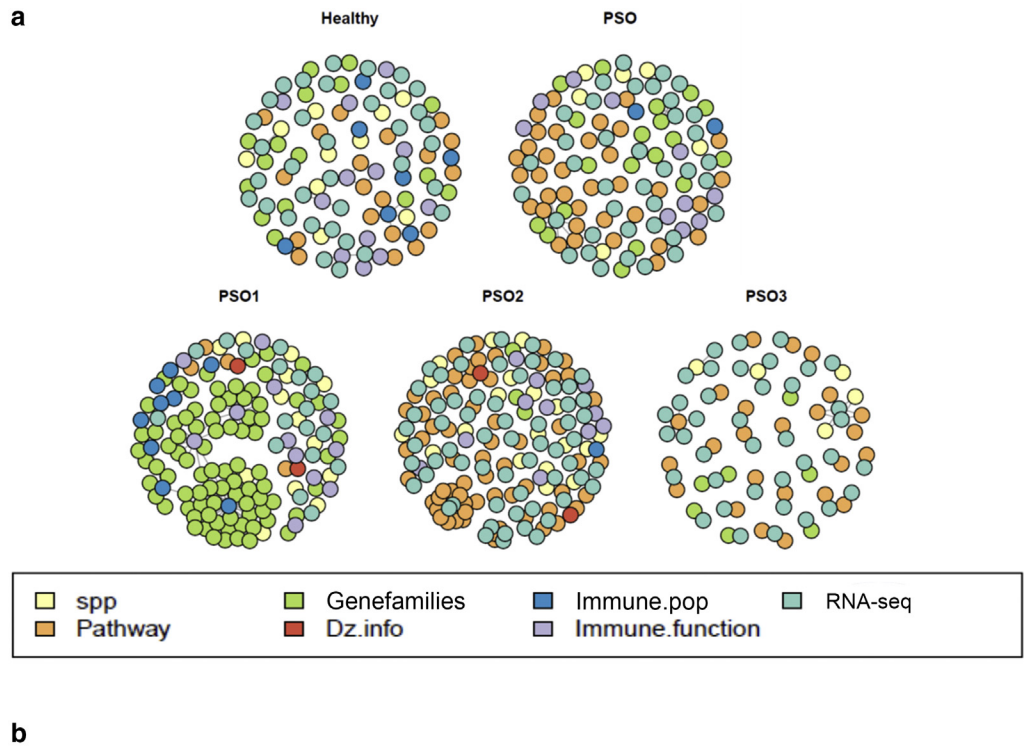 a
Healthy PSO
PSO1 PSO2 PSO3
spp Genefamilies Immune.pop RNA-seq
Pathway Dz.info Immune.function
b